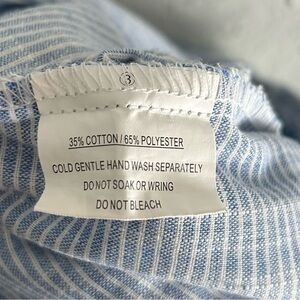 ③
35% COTTON / 65% POLYESTER
COLD GENTLE HAND WASH SEPARATELY
DO NOT SOAK OR WRING
DO NOT BLEACH